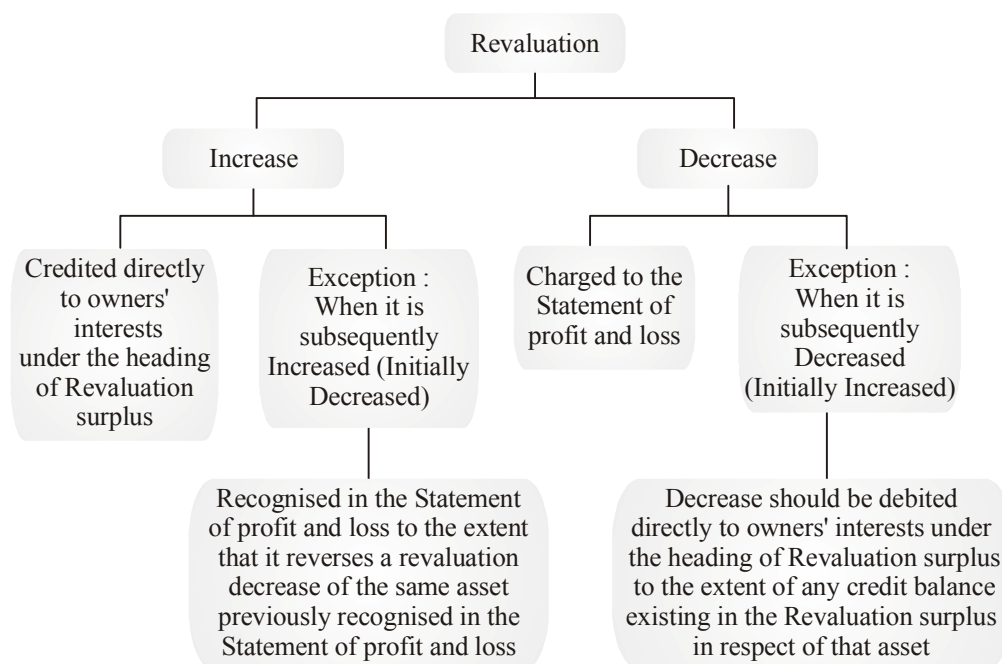 Revaluation
Increase
Decrease
Credited directly
to owners'
interests
under the heading
of Revaluation
surplus
Exception :
When it is
subsequently
Increased (Initially
Decreased)
Charged to the
Statement of
profit and loss
Exception :
When it is
subsequently
Decreased
(Initially Increased)
Recognised in the Statement
of profit and loss to the extent
that it reverses a revaluation
decrease of the same asset
previously recognised in the
Statement of profit and loss
Decrease should be debited
directly to owners' interests under
the heading of Revaluation surplus
to the extent of any credit balance
existing in the Revaluation surplus
in respect of that asset